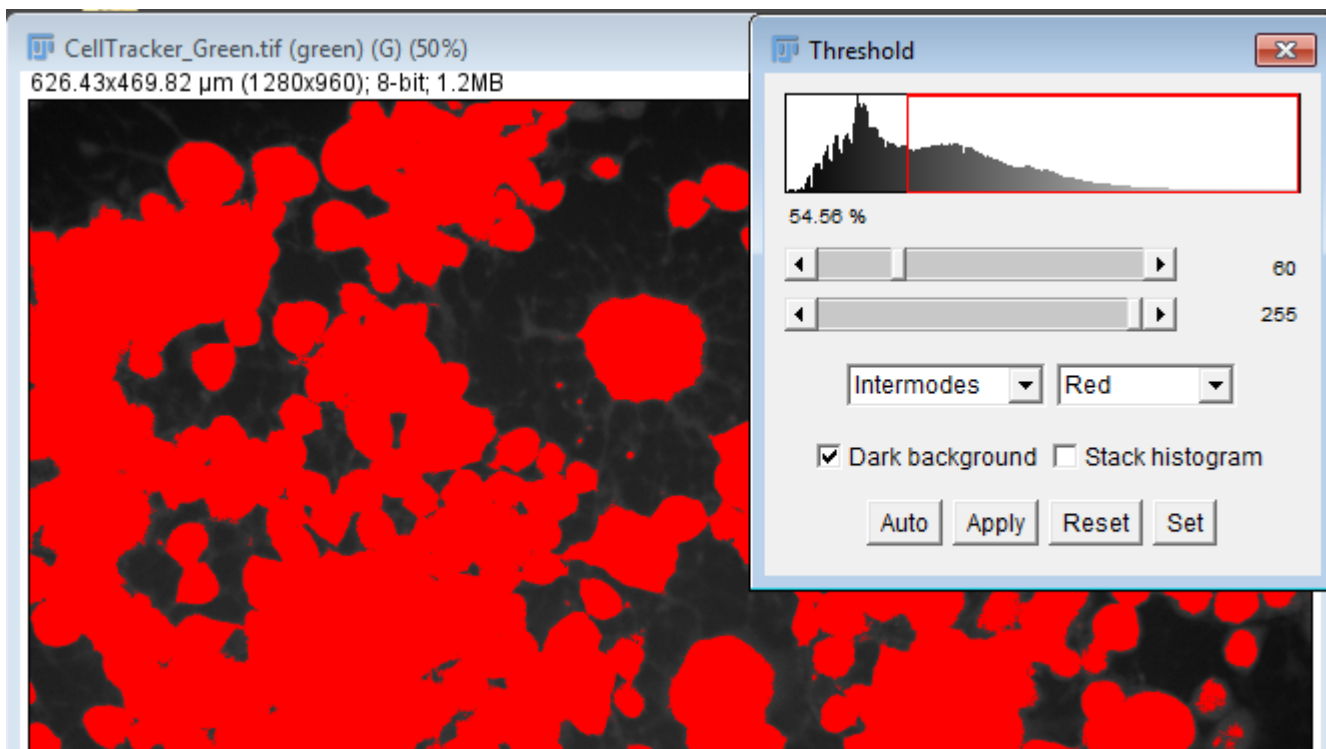 CellTracker_Green.tif (green) (G) (50%)
626.43x469.82 µm (1280x960); 8-bit; 1.2MB
Threshold
54.56 %
60
255
Intermodes
Red
Dark background
Stack histogram
Auto
Apply
Reset
Set